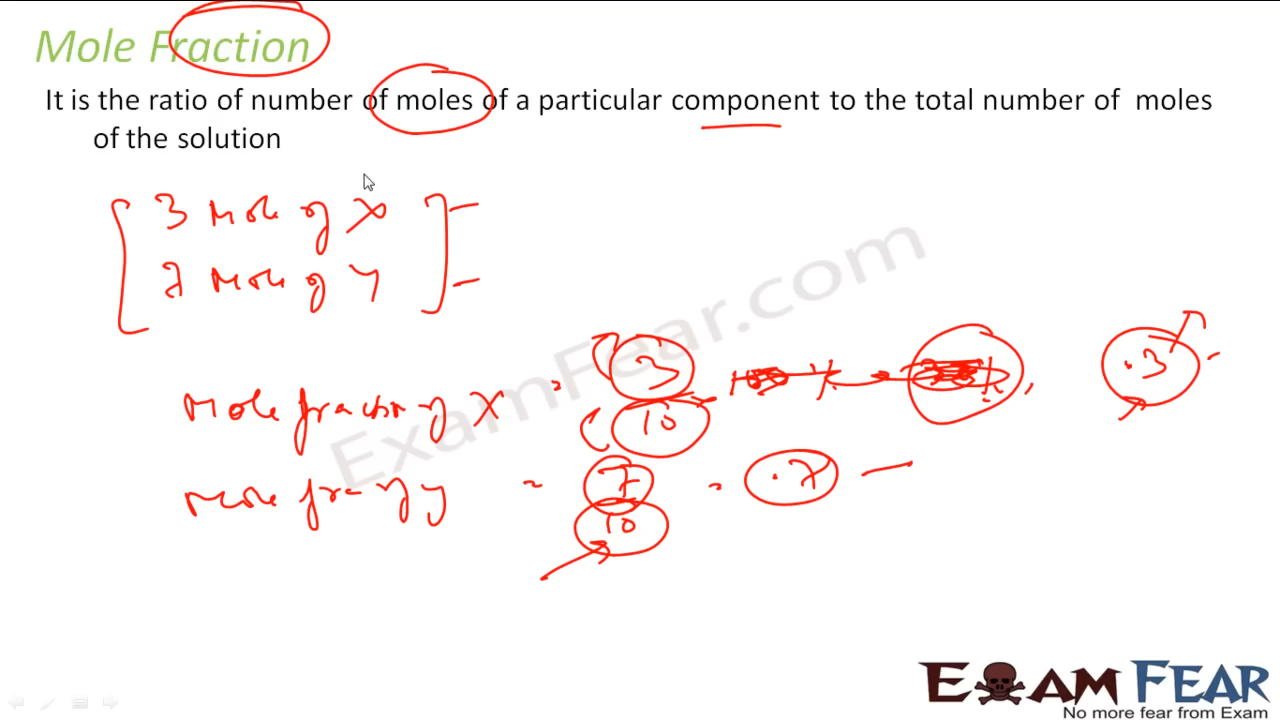 Mole Fraction
It is the ratio of number of moles of a particular component to the total number of moles
of the solution
3 Mole of X
7 Mole of Y
Mole fraction of X = 3/10 .3
Mole frac of y = 7/10 = .7
ExamFear.com
EXAM FEAR
No more fear from Exam